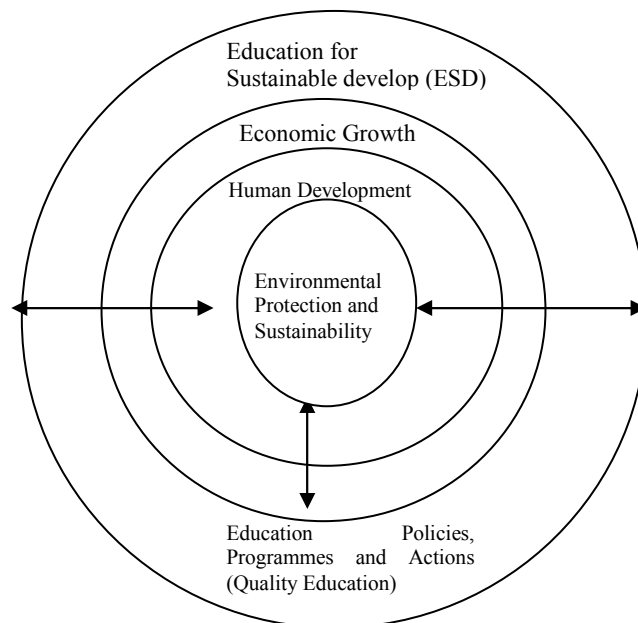 Education for
Sustainable develop (ESD)
Economic Growth
Human Development
Environmental
Protection and
Sustainability
Education Policies,
Programmes and Actions
(Quality Education)